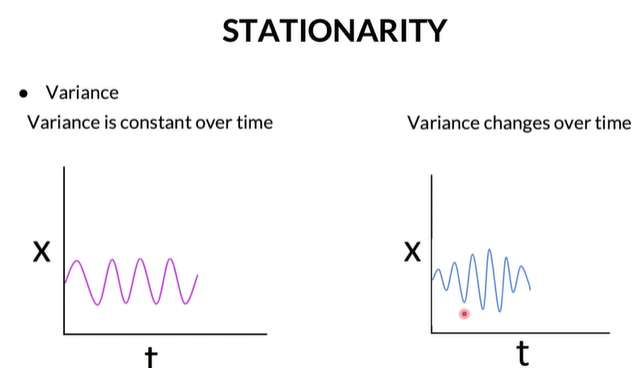 STATIONARITY
● Variance
Variance is constant over time
Variance changes over time
X
t
X
t